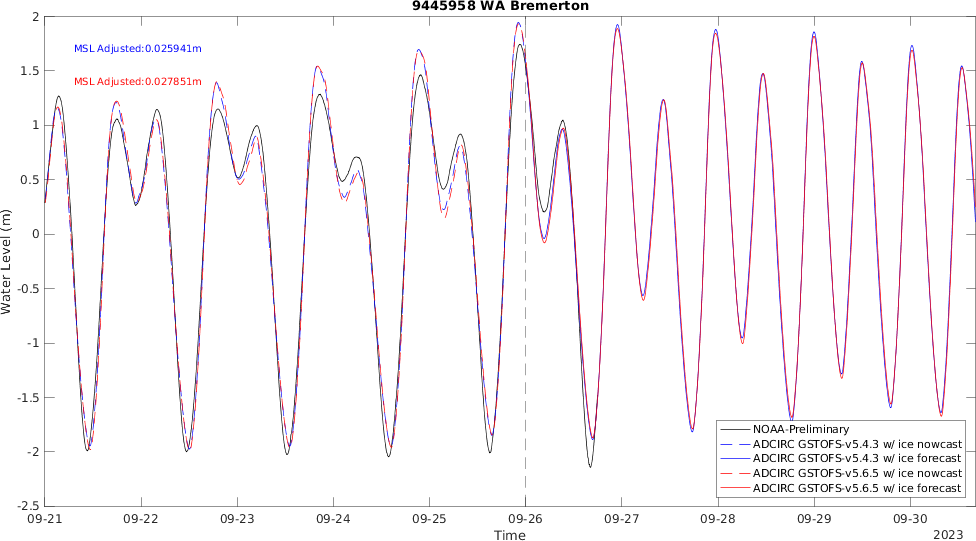 9445958 WA Bremerton
MSL Adjusted:0.025941m
MSL Adjusted:0.027851m
Water Level (m)
2
1.5
1
0.5
0
-0.5
-1
-1.5
-2
-2.5
NOAA-Preliminary
ADCIRC GSTOFS-v5.4.3 w/ ice nowcast
ADCIRC GSTOFS-v5.4.3 w/ ice forecast
ADCIRC GSTOFS-v5.6.5 w/ ice nowcast
ADCIRC GSTOFS-v5.6.5 w/ ice forecast
09-21 09-22 09-23 09-24 09-25 09-26 09-27 09-28 09-29 09-30
Time
2023